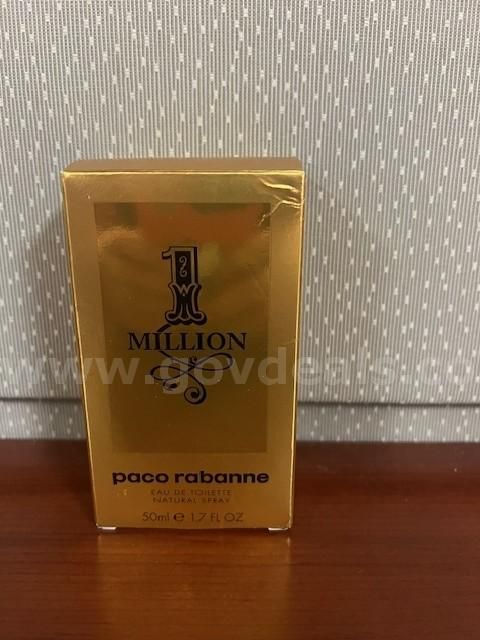 1
MILLION
www.govdeals.c
paco rabanne
EAU DE TOILETTE
NATURAL SPRAY
50ml ℮ 1.7 FL OZ